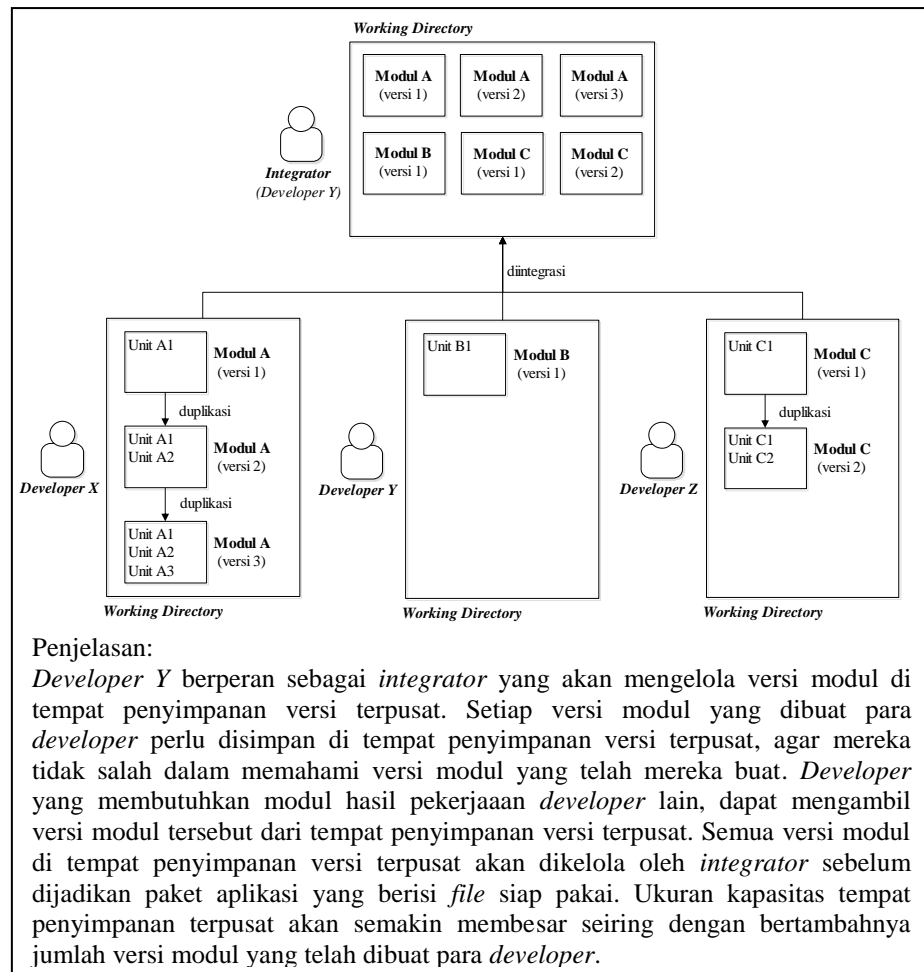 Working Directory
Modul A
(versi 1)
Modul A
(versi 2)
Modul A
(versi 3)
Modul B
(versi 1)
Modul C
(versi 1)
Modul C
(versi 2)
Integrator
(Developer Y)
diintegrasi
Unit A1
Modul A
(versi 1)
duplikasi
Unit A1
Unit A2
Modul A
(versi 2)
duplikasi
Unit A1
Unit A2
Unit A3
Modul A
(versi 3)
Developer X
Working Directory
Unit B1
Modul B
(versi 1)
Developer Y
Working Directory
Unit C1
Modul C
(versi 1)
duplikasi
Unit C1
Unit C2
Modul C
(versi 2)
Developer Z
Working Directory
Penjelasan:
Developer Y berperan sebagai integrator yang akan mengelola versi modul di
tempat penyimpanan versi terpusat. Setiap versi modul yang dibuat para
developer perlu disimpan di tempat penyimpanan versi terpusat, agar mereka
tidak salah dalam memahami versi modul yang telah mereka buat. Developer
yang membutuhkan modul hasil pekerjaaan developer lain, dapat mengambil
versi modul tersebut dari tempat penyimpanan versi terpusat. Semua versi modul
di tempat penyimpanan versi terpusat akan dikelola oleh integrator sebelum
dijadikan paket aplikasi yang berisi file siap pakai. Ukuran kapasitas tempat
penyimpanan terpusat akan semakin membesar seiring dengan bertambahnya
jumlah versi modul yang telah dibuat para developer.